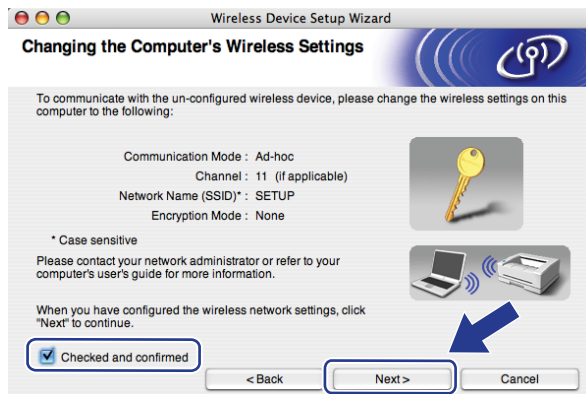 Wireless Device Setup Wizard
Changing the Computer's Wireless Settings
To communicate with the un-configured wireless device, please change the wireless settings on this
computer to the following:
Communication Mode : Ad-hoc
Channel : 11 (if applicable)
Network Name (SSID)* : SETUP
Encryption Mode : None
* Case sensitive
Please contact your network administrator or refer to your
computer's user's guide for more information.
When you have configured the wireless network settings, click
"Next" to continue.
Checked and confirmed
< Back
Next >
Cancel